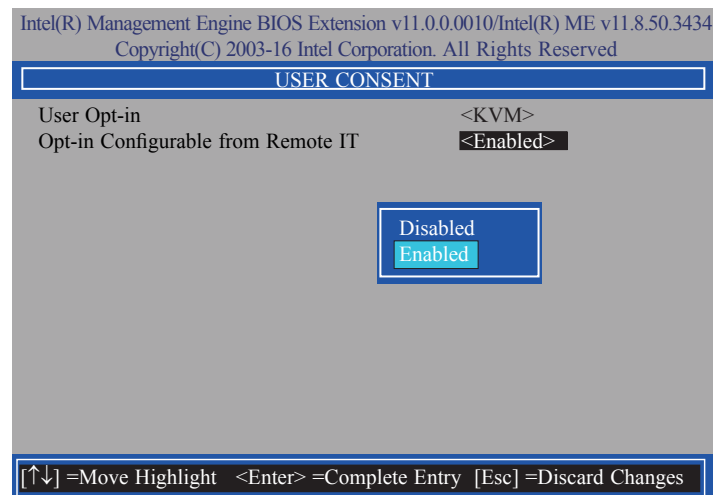 Intel(R) Management Engine BIOS Extension v11.0.0.0010/Intel(R) ME v11.8.50.3434
Copyright(C) 2003-16 Intel Corporation. All Rights Reserved
USER CONSENT
User Opt-in <KVM>
Opt-in Configurable from Remote IT <Enabled>
Disabled
Enabled
[↑↓] =Move Highlight <Enter> =Complete Entry [Esc] =Discard Changes